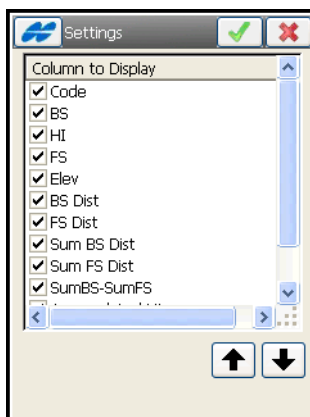 Settings
Column to Display
Code
BS
HI
FS
Elev
BS Dist
FS Dist
Sum BS Dist
Sum FS Dist
SumBS-SumFS